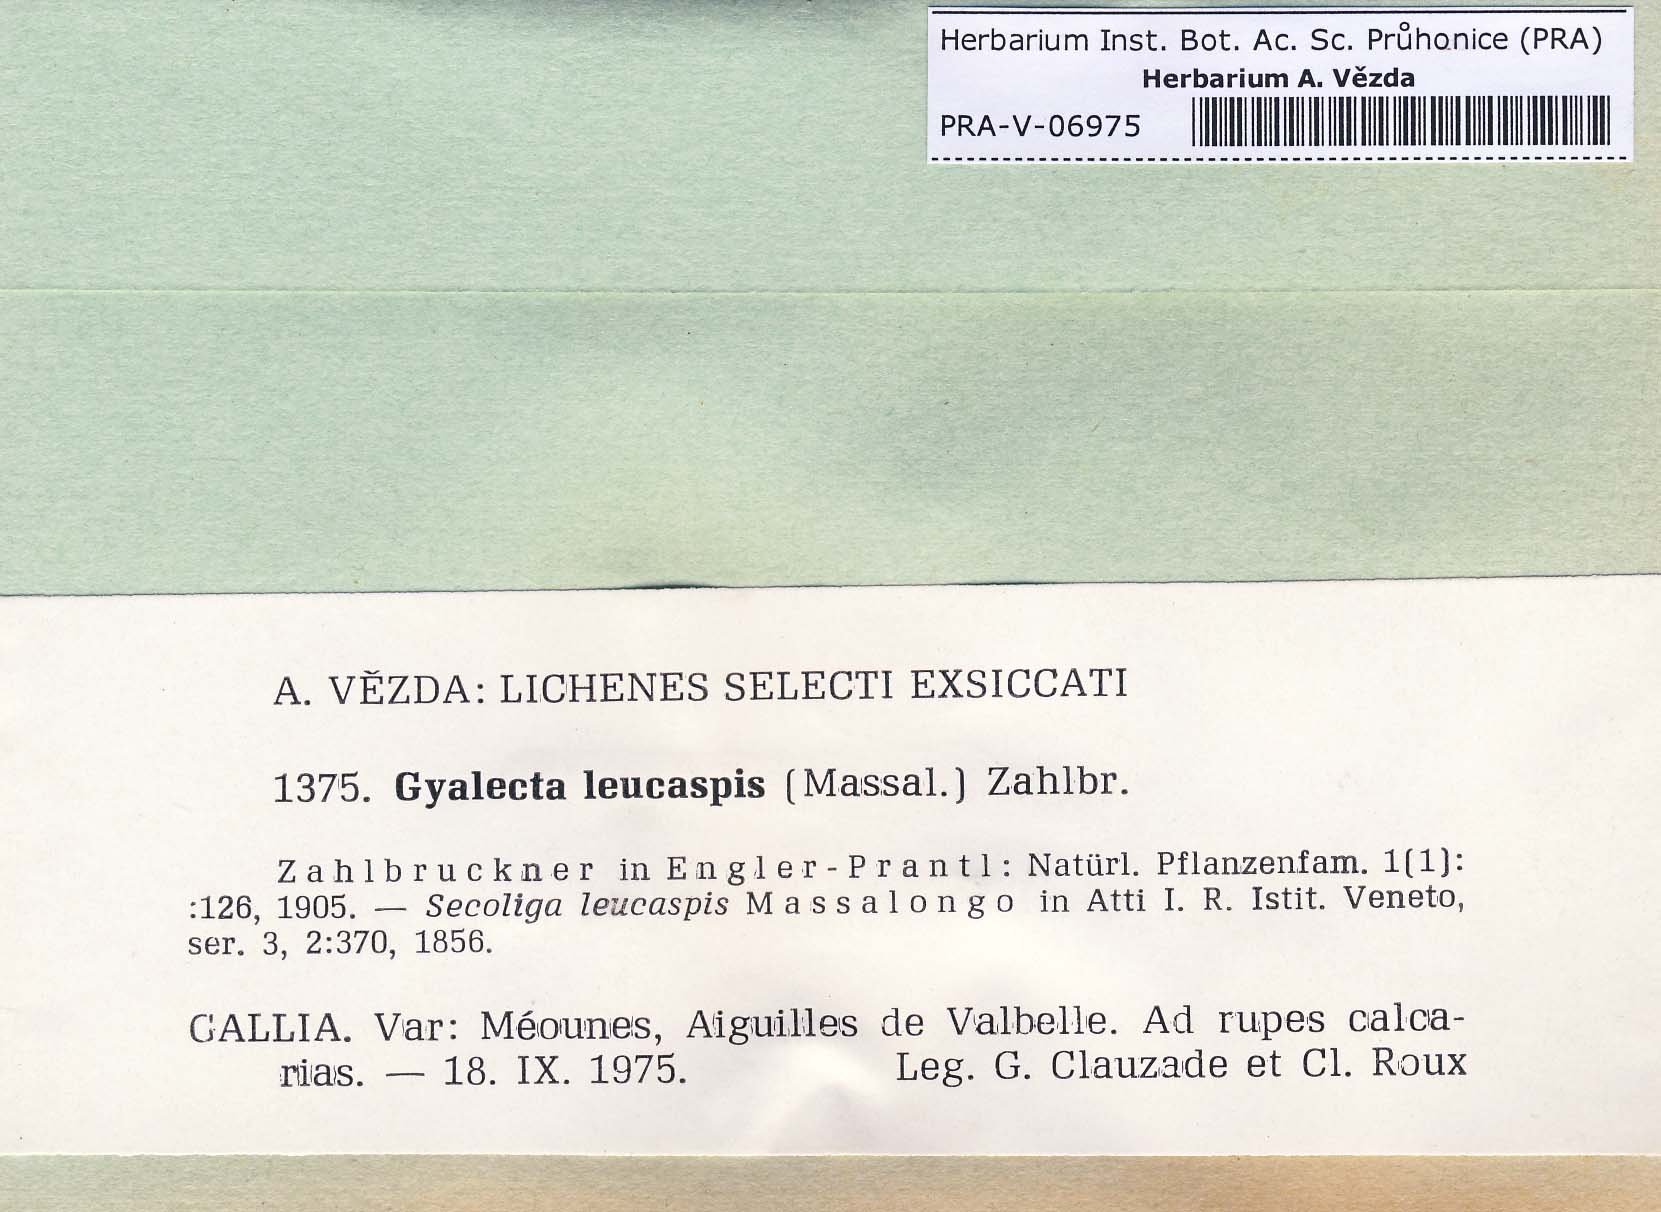 Herbarium Inst. Bot. Ac. Sc. Průhonice (PRA)
Herbarium A. Vězda
PRA-V-06975
A. VĚZDA: LICHENES SELECTI EXSICCATI
1375. Gyalecta leucaspis (Massal.) Zahlbr.
Zahlbruckner in Engler-Prantl: Natürl. Pflanzenfam. 1(1):
:126, 1905. — Secoliga leucaspis Massalongo in Atti I. R. Istit. Veneto,
ser. 3, 2:370, 1856.
GALLIA. Var: Méounes, Aiguilles de Valbelle. Ad rupes calca-
rias. — 18. IX. 1975. Leg. G. Clauzade et Cl. Roux